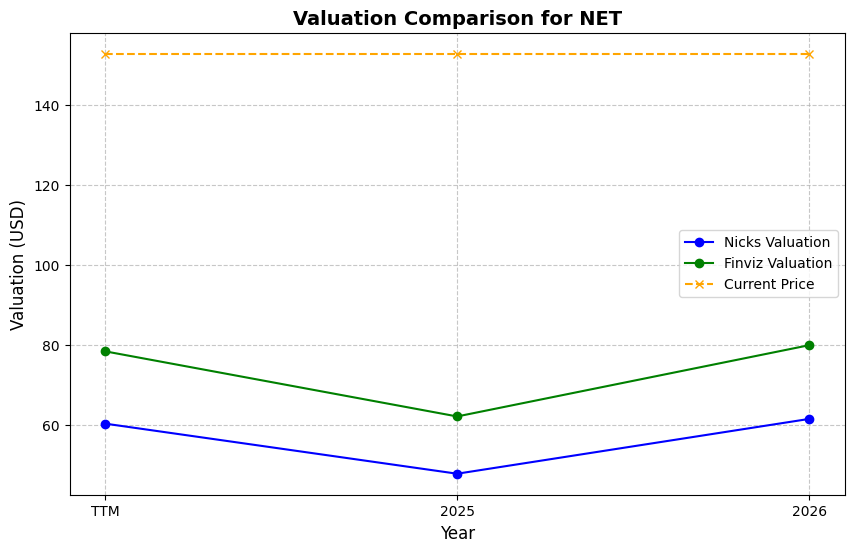 Valuation Comparison for NET
Valuation (USD)
140
120
100
80
60
Nicks Valuation
Finviz Valuation
Current Price
TTM
2025
2026
Year